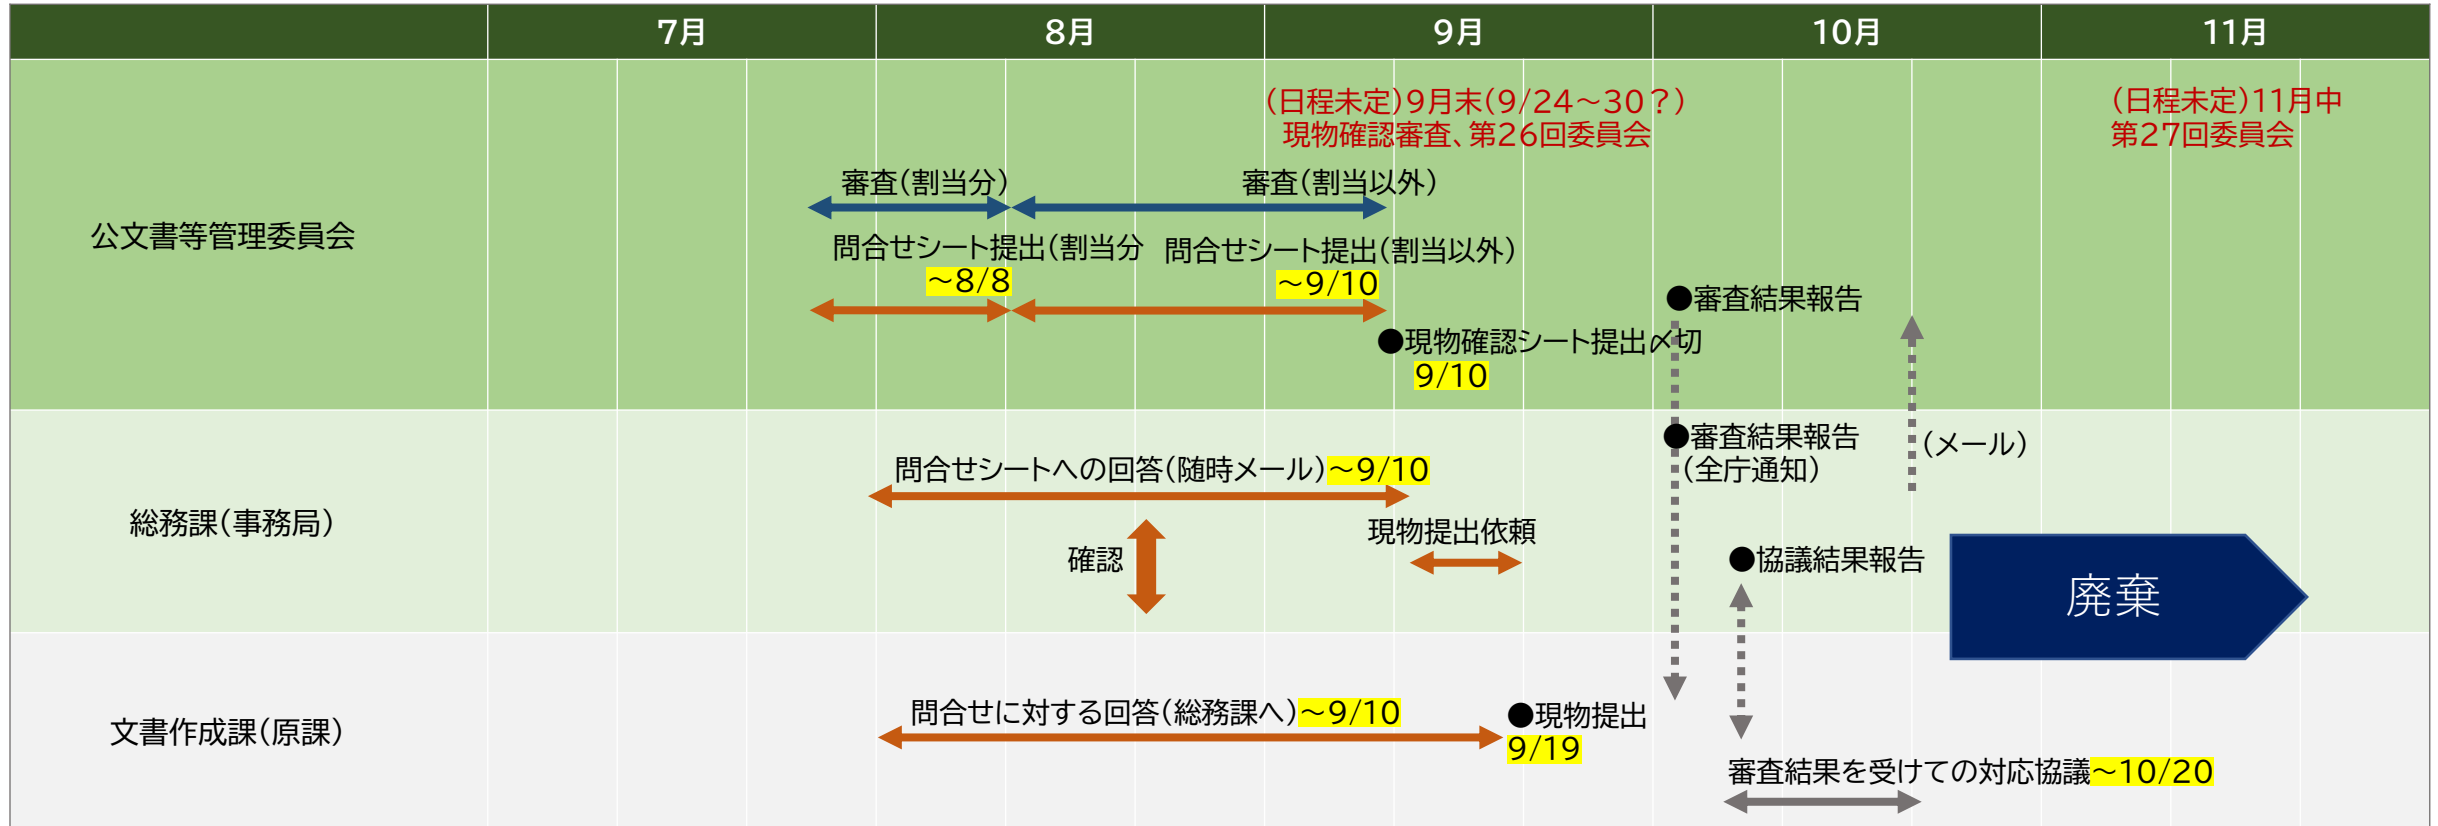 7月
8月
9月
10月
11月
公文書等管理委員会
(日程未定)9月末(9/24～30?)
現物確認審査、第26回委員会
(日程未定)11月中
第27回委員会
審査(割当分)
審査(割当以外)
問合せシート提出(割当分
～8/8
問合せシート提出(割当以外)
～9/10
●審査結果報告
●現物確認シート提出〆切
9/10
総務課(事務局)
●審査結果報告
(全庁通知)
(メール)
問合せシートへの回答(随時メール)～9/10
確認
現物提出依頼
●協議結果報告
廃棄
文書作成課(原課)
問合せに対する回答(総務課へ)～9/10
●現物提出
9/19
審査結果を受けての対応協議～10/20